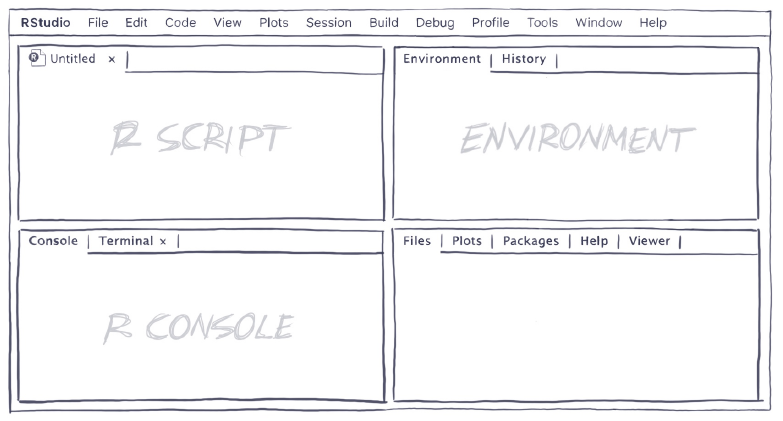 RStudio File Edit Code View Plots Session Build Debug Profile Tools Window Help
R Untitled ×
R SCRIPT
Environment History
ENVIRONMENT
Console Terminal ×
R CONSOLE
Files Plots Packages Help Viewer